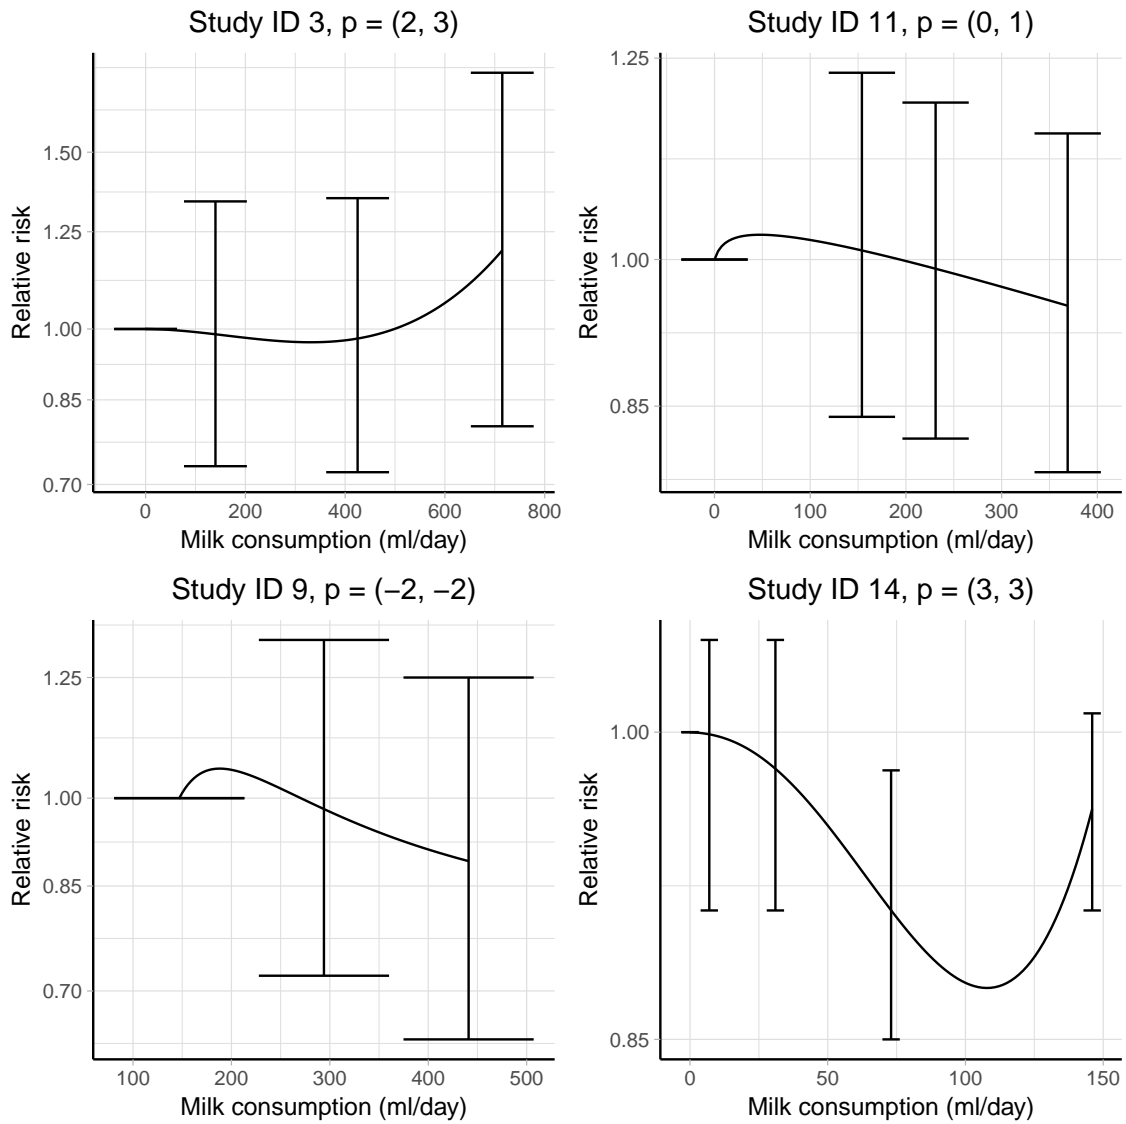 Study ID 3, p = (2, 3)
Relative risk
1.50
1.25
1.00
0.85
0.70
0 200 400 600 800
Milk consumption (ml/day)
Study ID 11, p = (0, 1)
Relative risk
1.25
1.00
0.85
0 100 200 300 400
Milk consumption (ml/day)
Study ID 9, p = (−2, −2)
Relative risk
1.25
1.00
0.85
0.70
100 200 300 400 500
Milk consumption (ml/day)
Study ID 14, p = (3, 3)
Relative risk
1.00
0.85
0 50 100 150
Milk consumption (ml/day)